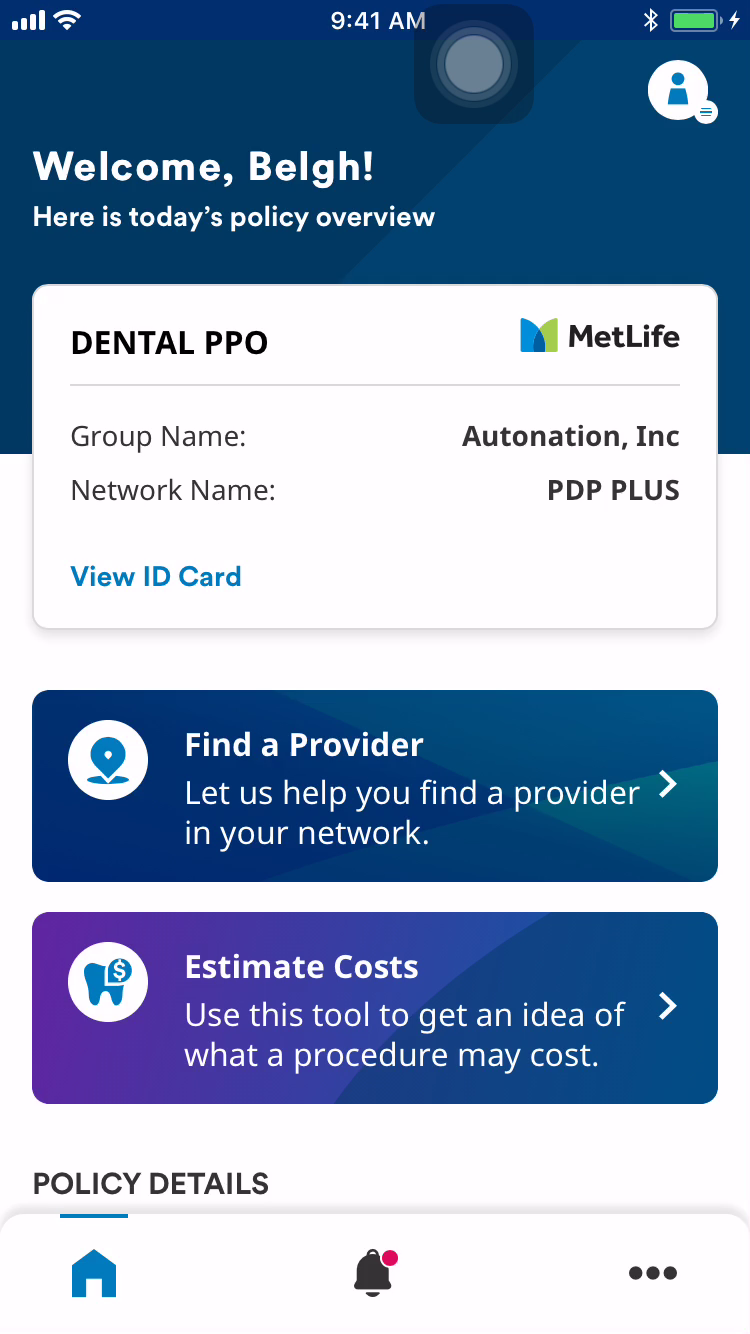 9:41 AM
Welcome, Belgh!
Here is today’s policy overview
DENTAL PPO
MetLife
Group Name: Autonation, Inc
Network Name: PDP PLUS
View ID Card
Find a Provider
Let us help you find a provider
in your network.
$
Estimate Costs
Use this tool to get an idea of
what a procedure may cost.
POLICY DETAILS